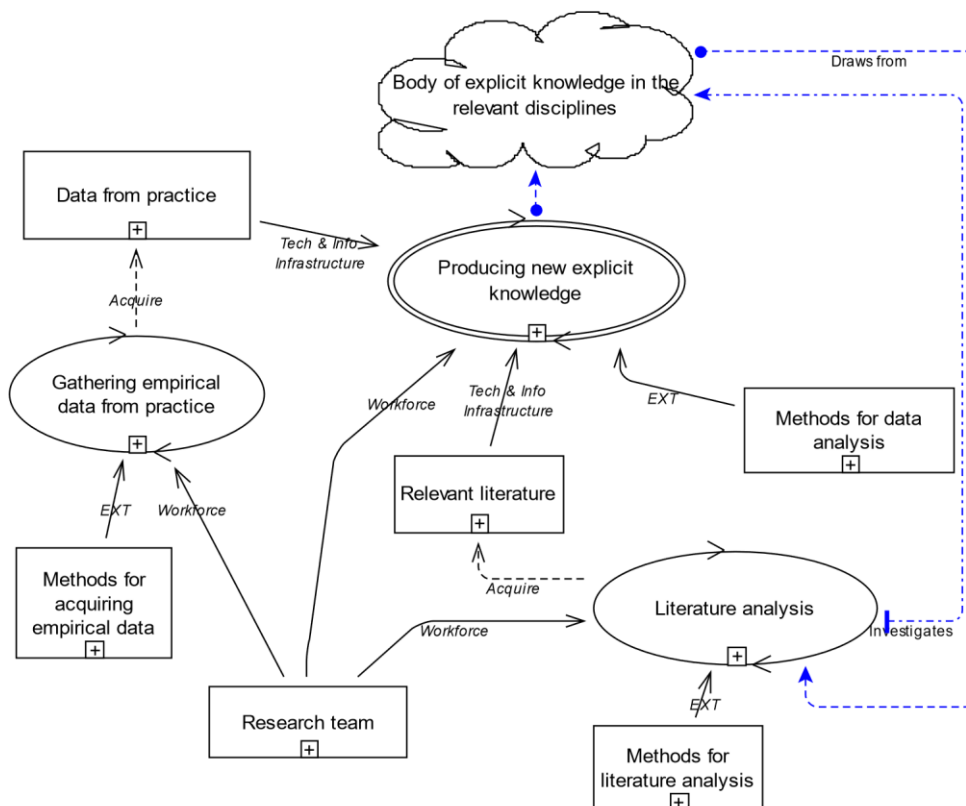 Body of explicit knowledge in the
relevant disciplines
Draws from
Data from practice
Tech & Info
Infrastructure
Producing new explicit
knowledge
Acquire
Gathering empirical
data from practice
Workforce
Tech & Info
Infrastructure
EXT
Methods for data
analysis
Relevant literature
EXT
Workforce
Methods for
acquiring
empirical data
Acquire
Literature analysis
Workforce
Investigates
Research team
EXT
Methods for
literature analysis